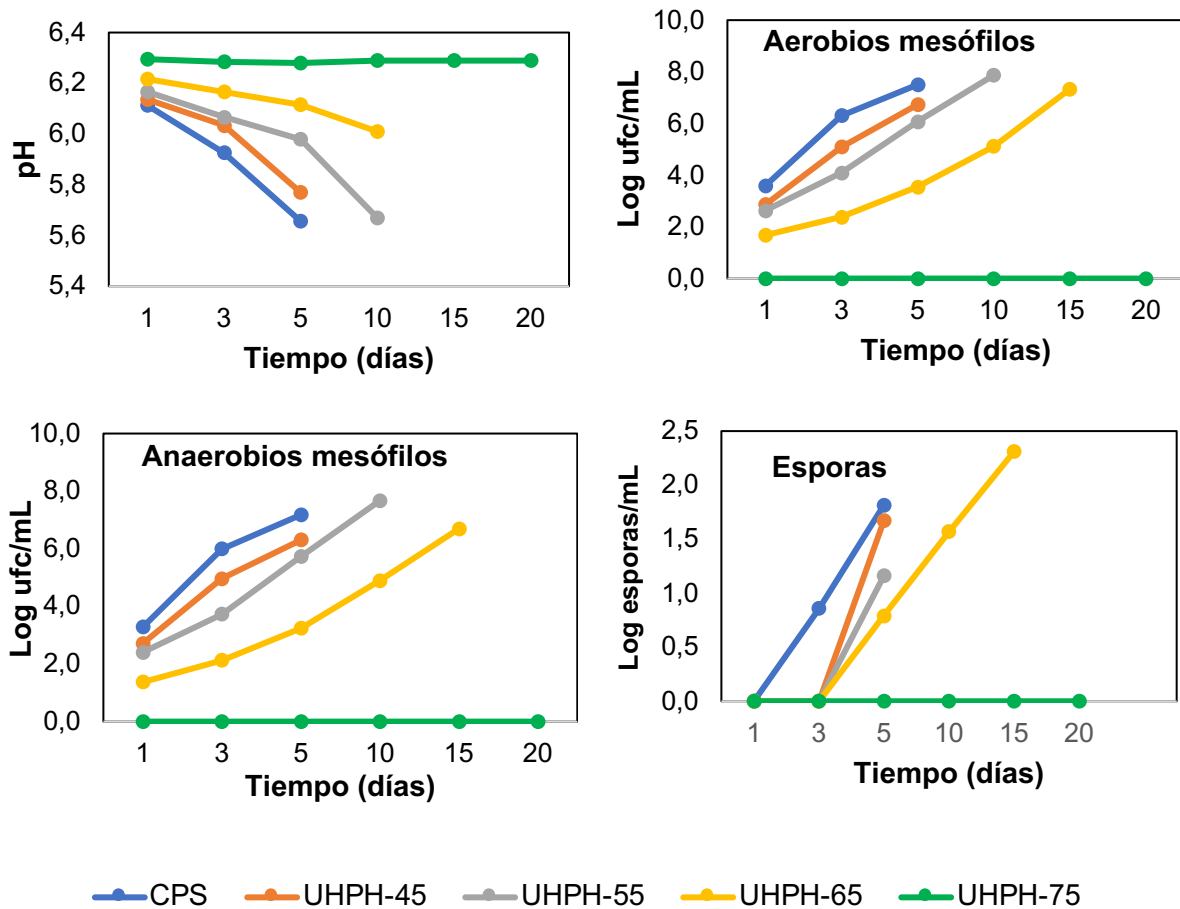 6,4
6,2
6,0
5,8
5,6
5,4
pH
1 3 5 10 15 20
Tiempo (días)
Aerobios mesófilos
10,0
8,0
6,0
4,0
2,0
0,0
Log ufc/mL
1 3 5 10 15 20
Tiempo (días)
Anaerobios mesófilos
10,0
8,0
6,0
4,0
2,0
0,0
Log ufc/mL
1 3 5 10 15 20
Tiempo (días)
Esporas
2,5
2,0
1,5
1,0
0,5
0,0
Log esporas/mL
1 3 5 10 15 20
Tiempo (días)
CPS UHPH-45 UHPH-55 UHPH-65 UHPH-75